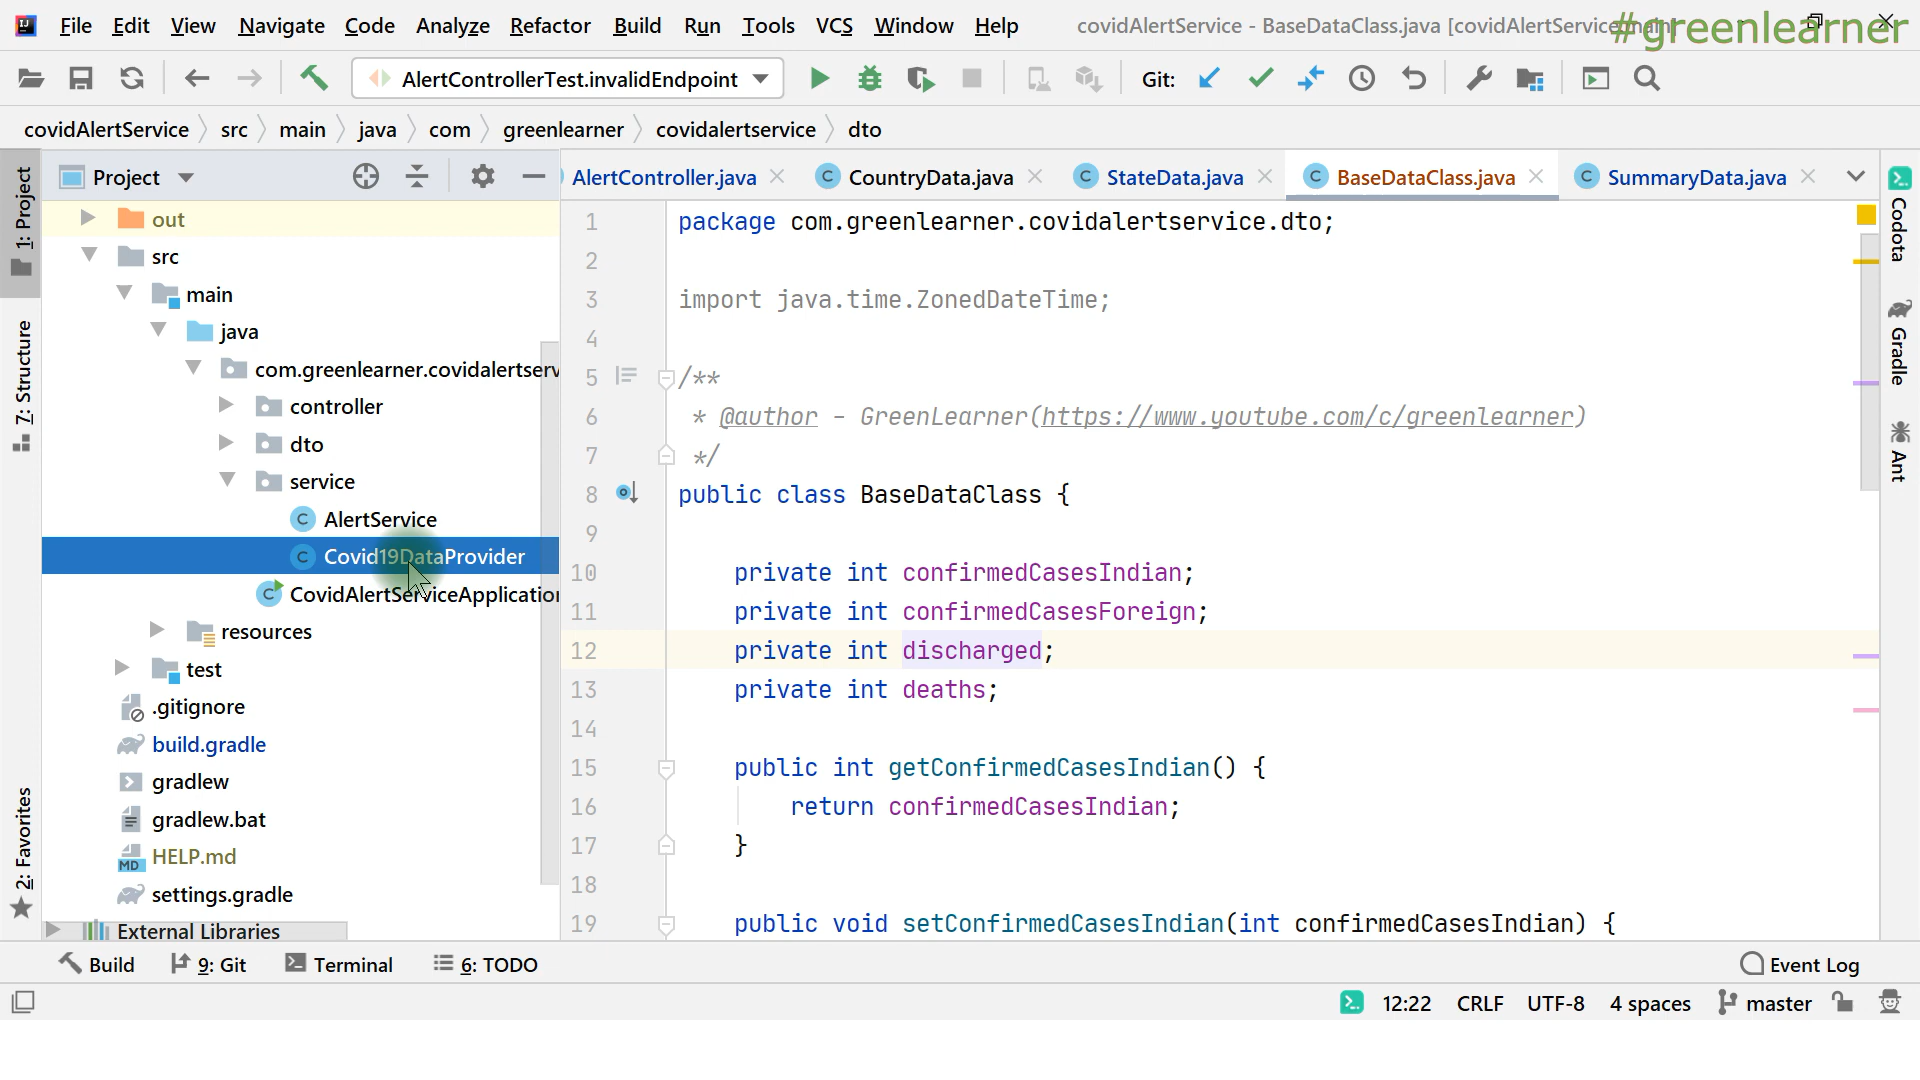 File Edit View Navigate Code Analyze Refactor Build Run Tools VCS Window Help covidAlertService - BaseDataClass.java [covidAlertService
#greenlearner
AlertControllerTest.invalidEndpoint Git:
covidAlertService src main java com greenlearner covidalertservice dto
1: Project
7: Structure
2: Favorites
Project
out
src
main
java
com.greenlearner.covidalertserv
controller
dto
service
AlertService
Covid19DataProvider
CovidAlertServiceApplication
resources
test
.gitignore
build.gradle
gradlew
gradlew.bat
HELP.md
settings.gradle
External Libraries
AlertController.java CountryData.java StateData.java BaseDataClass.java SummaryData.java
1 package com.greenlearner.covidalertservice.dto;
2
3 import java.time.ZonedDateTime;
4
5 /**
6 * @author - GreenLearner(https://www.youtube.com/c/greenlearner)
7 */
8 public class BaseDataClass {
9
10 private int confirmedCasesIndian;
11 private int confirmedCasesForeign;
12 private int discharged;
13 private int deaths;
14
15 public int getConfirmedCasesIndian() {
16 return confirmedCasesIndian;
17 }
18
19 public void setConfirmedCasesIndian(int confirmedCasesIndian) {
Codota
Gradle
Ant
Build 9: Git Terminal 6: TODO Event Log
12:22 CRLF UTF-8 4 spaces master